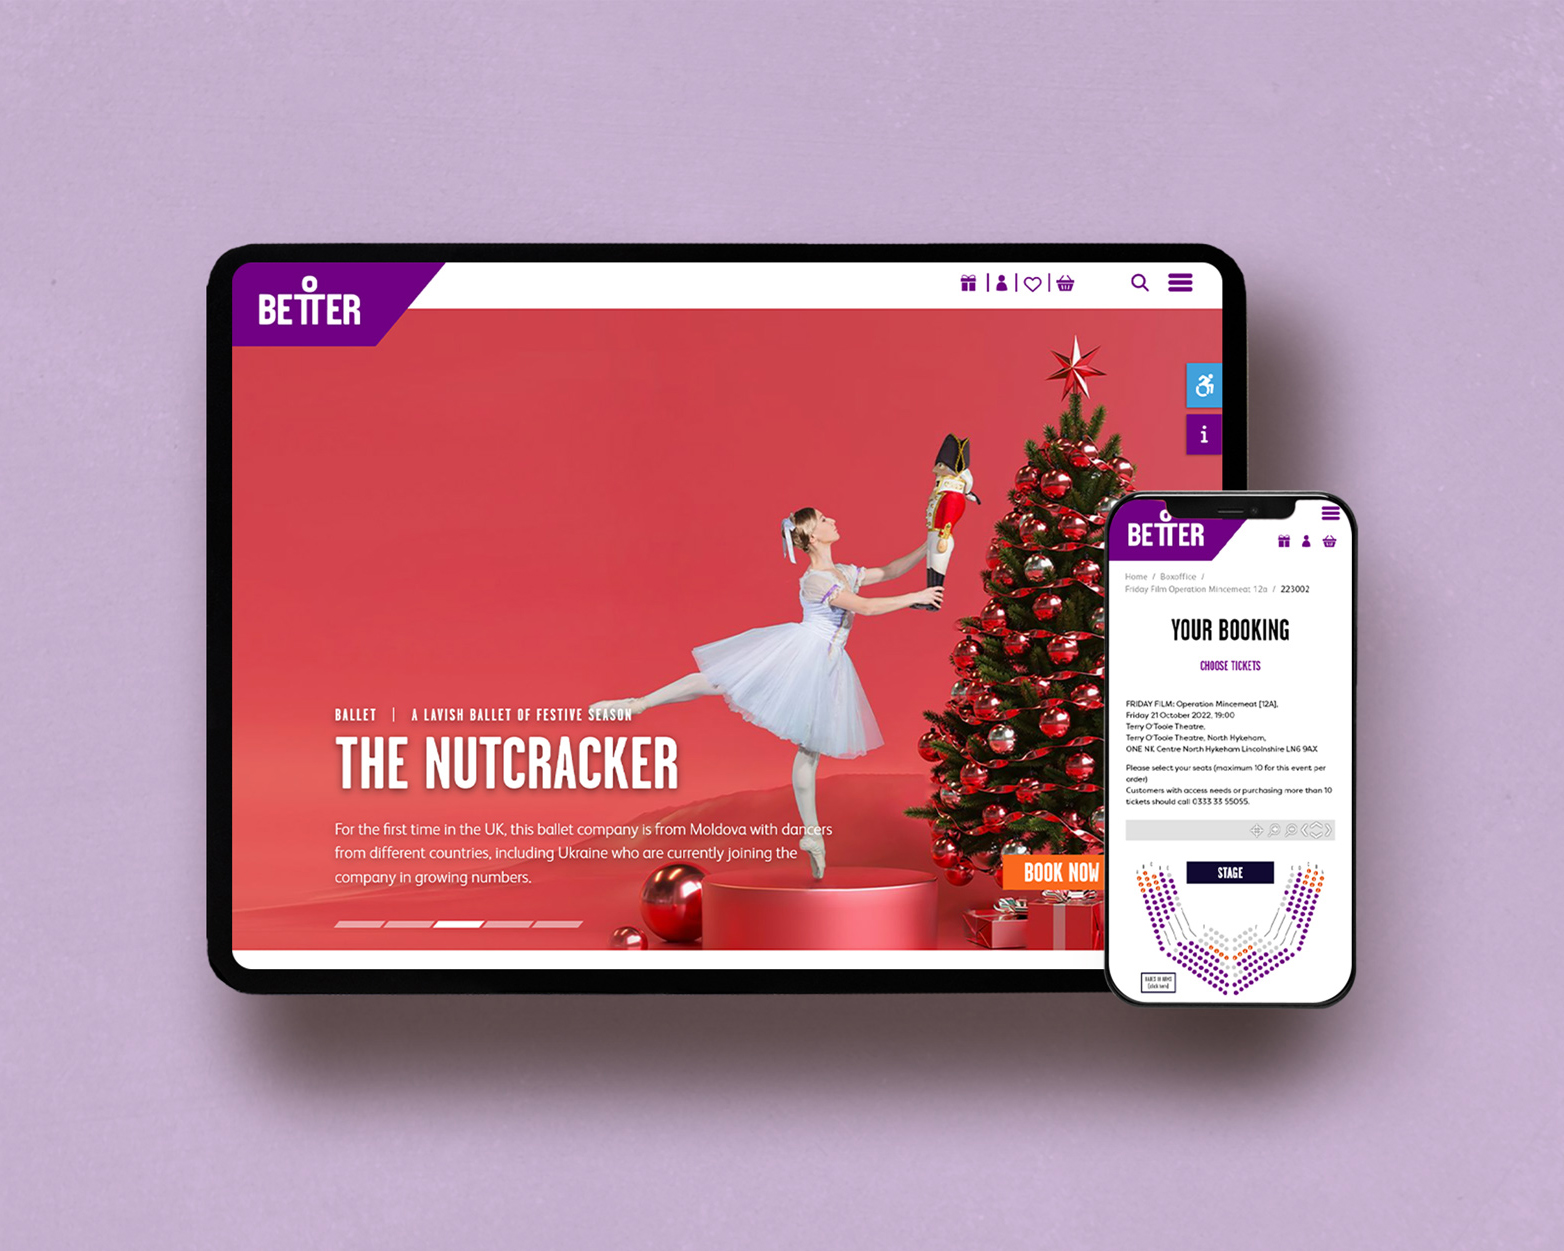 BETTER
i
BALLET | A LAVISH BALLET OF FESTIVE SEASON
THE NUTCRACKER
For the first time in the UK, this ballet company is from Moldova with dancers
from different countries, including Ukraine who are currently joining the
company in growing numbers.
BOOK NOW
BETTER
Home / Boxoffice /
Friday Film Operation Mincemeat 12a / 223002
YOUR BOOKING
CHOOSE TICKETS
FRIDAY FILM: Operation Mincemeat [12A],
Friday 21 October 2022, 19:00
Terry O'Toole Theatre,
Terry O'Toole Theatre, North Hykeham,
ONE NK Centre North Hykeham Lincolnshire LN6 9AX
Please select your seats (maximum 10 for this event per
order)
Customers with access needs or purchasing more than 10
tickets should call 0333 33 55055.
STAGE
BABES IN ARMS
(click here)